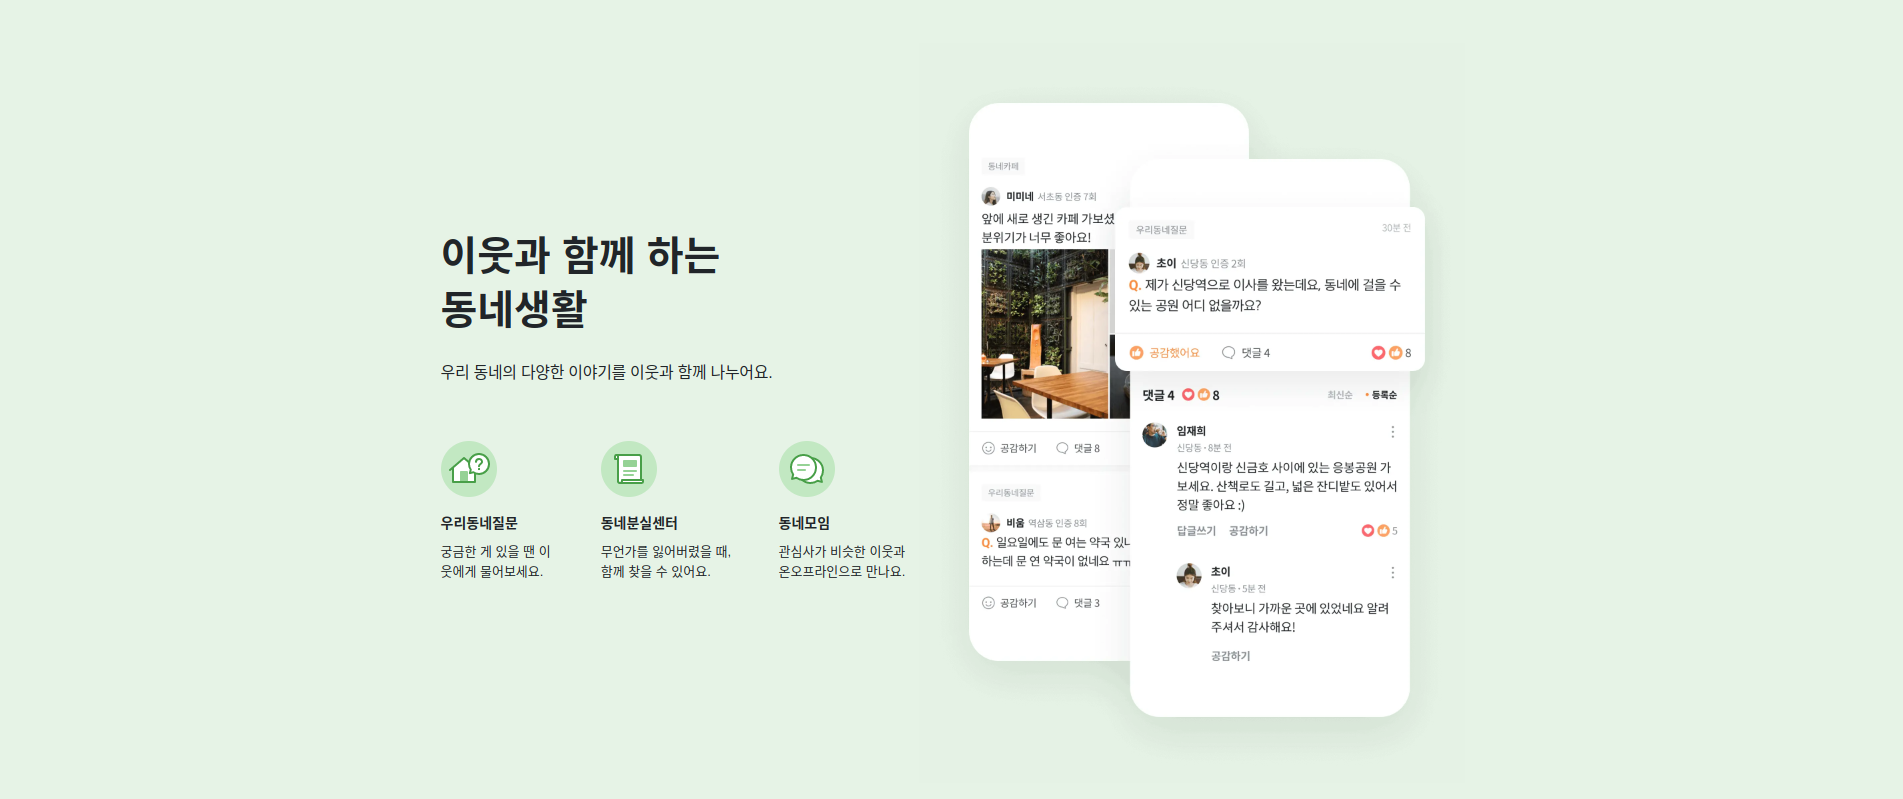 이웃과 함께 하는
동네생활
우리 동네의 다양한 이야기를 이웃과 함께 나누어요.
우리동네질문
궁금한 게 있을 땐 이
웃에게 물어보세요.
동네분실센터
무언가를 잃어버렸을 때,
함께 찾을 수 있어요.
동네모임
관심사가 비슷한 이웃과
온오프라인으로 만나요.
동네카페
미미네 서초동 인증 7회
앞에 새로 생긴 카페 가보셨
분위기가 너무 좋아요!
공감하기 댓글 8
우리동네질문
비움 역삼동 인증 8회
Q. 일요일에도 문 여는 약국 있나
하는데 문 연 약국이 없네요 ㅠㅠ
공감하기 댓글 3
우리동네질문 30분 전
초이 신당동 인증 2회
Q. 제가 신당역으로 이사를 왔는데요, 동네에 걸을 수
있는 공원 어디 없을까요?
공감했어요 댓글 4 8
댓글 4 8 최신순 • 등록순
임재희
신당동 · 8분 전
신당역이랑 신금호 사이에 있는 응봉공원 가
보세요. 산책로도 길고, 넓은 잔디밭도 있어서
정말 좋아요 :)
답글쓰기 공감하기 5
초이
신당동 · 5분 전
찾아보니 가까운 곳에 있었네요 알려
주셔서 감사해요!
공감하기